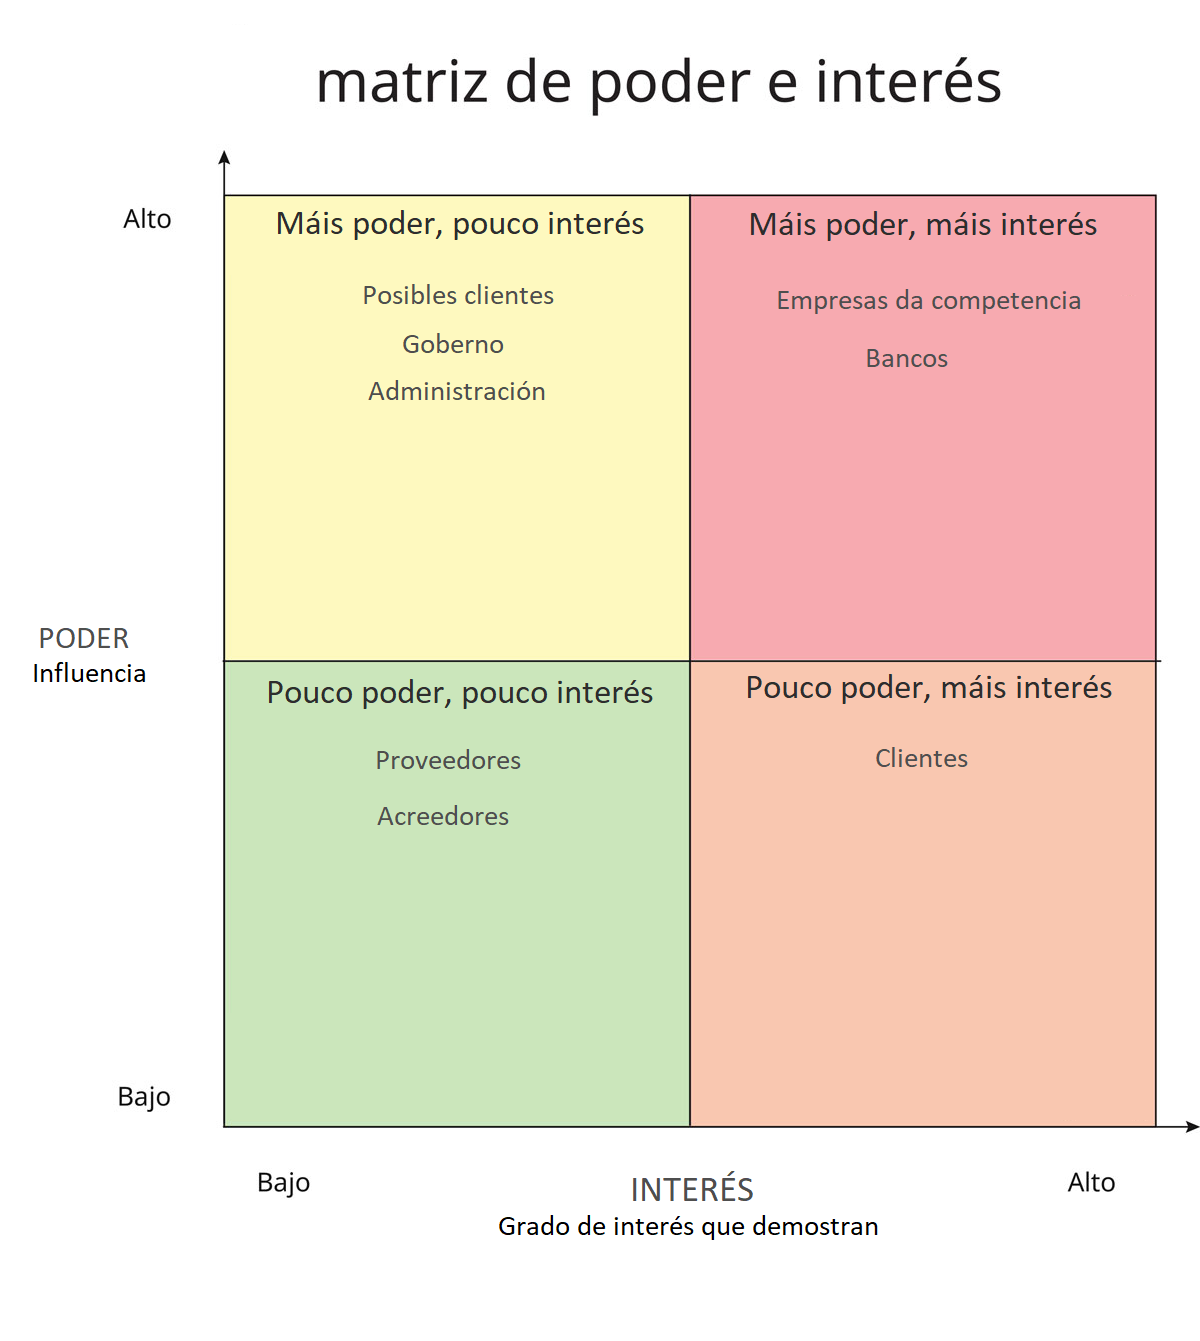 matriz de poder e interés
Alto
Máis poder, pouco interés
Posibles clientes
Goberno
Administración
Máis poder, máis interés
Empresas da competencia
Bancos
PODER
Influencia
Pouco poder, pouco interés
Proveedores
Acreedores
Pouco poder, máis interés
Clientes
Bajo
Bajo
INTERÉS
Grado de interés que demostran
Alto